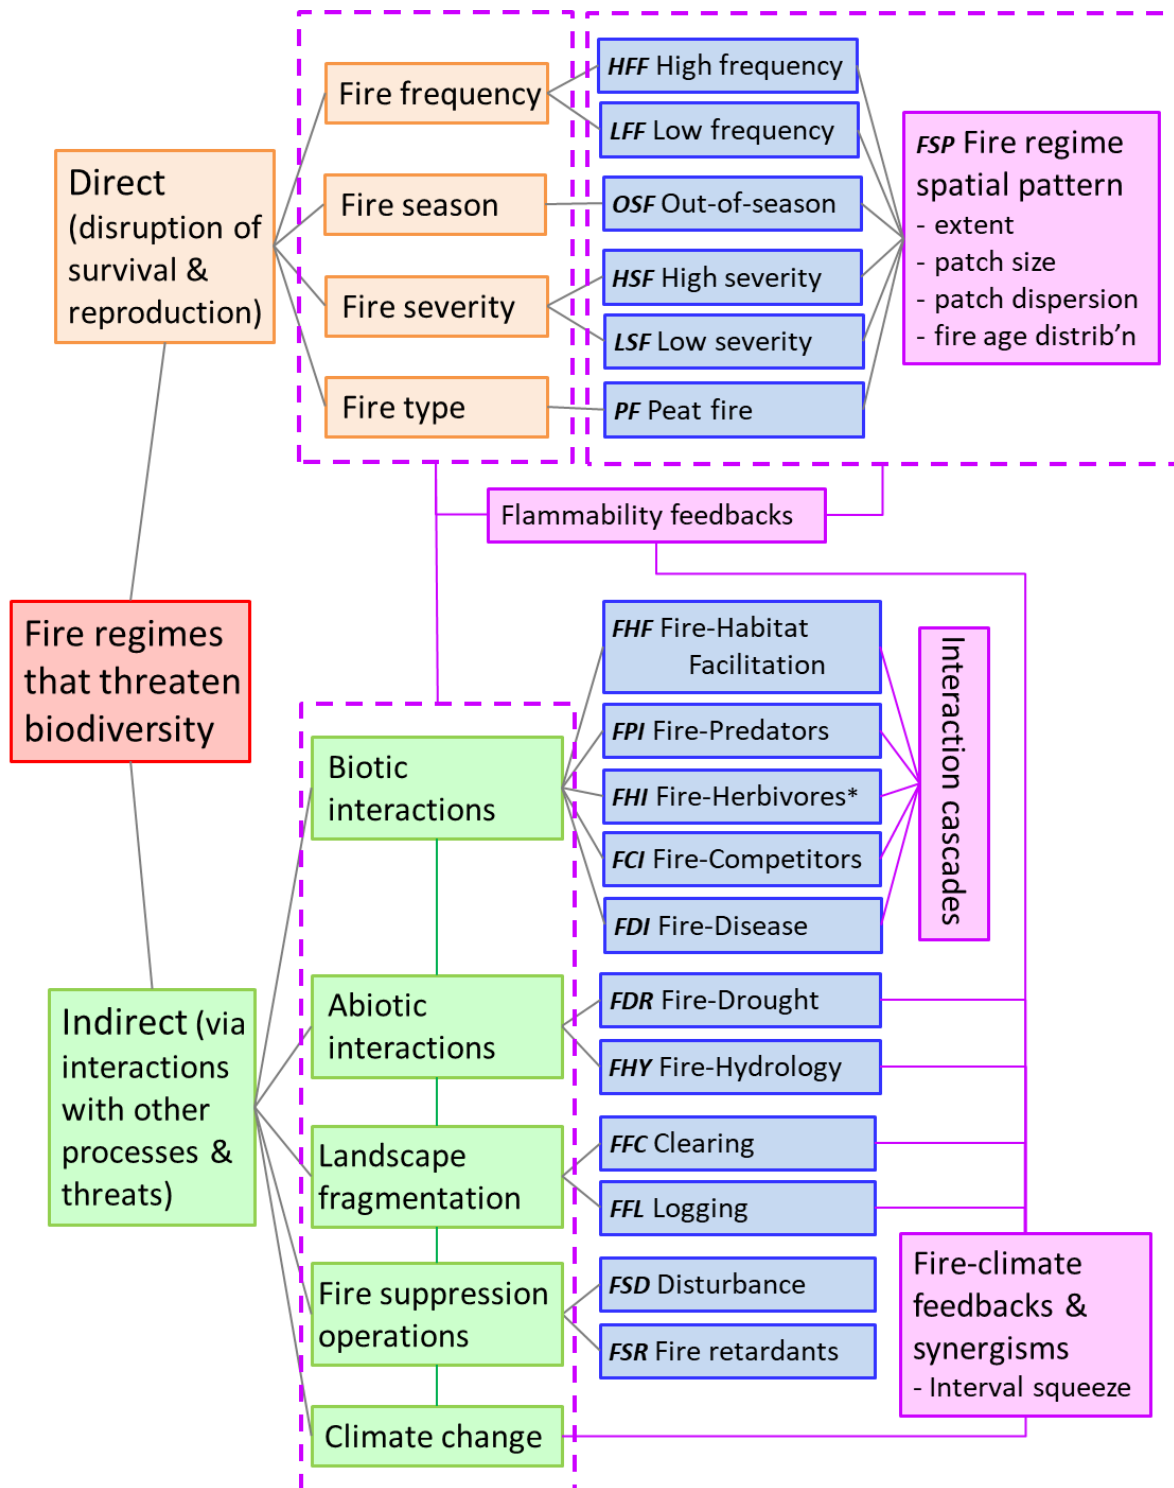 Fire regimes
that threaten
biodiversity
Direct
(disruption of
survival &
reproduction)
Fire frequency
Fire season
Fire severity
Fire type
HFF High frequency
LFF Low frequency
OSF Out-of-season
HSF High severity
LSF Low severity
PF Peat fire
FSP Fire regime
spatial pattern
- extent
- patch size
- patch dispersion
- fire age distrib’n
Flammability feedbacks
Indirect (via
interactions
with other
processes &
threats)
Biotic
interactions
Abiotic
interactions
Landscape
fragmentation
Fire suppression
operations
Climate change
FHF Fire-Habitat
Facilitation
FPI Fire-Predators
FHI Fire-Herbivores*
FCI Fire-Competitors
FDI Fire-Disease
FDR Fire-Drought
FHY Fire-Hydrology
FFC Clearing
FFL Logging
FSD Disturbance
FSR Fire retardants
Interaction cascades
Fire-climate
feedbacks &
synergisms
- Interval squeeze